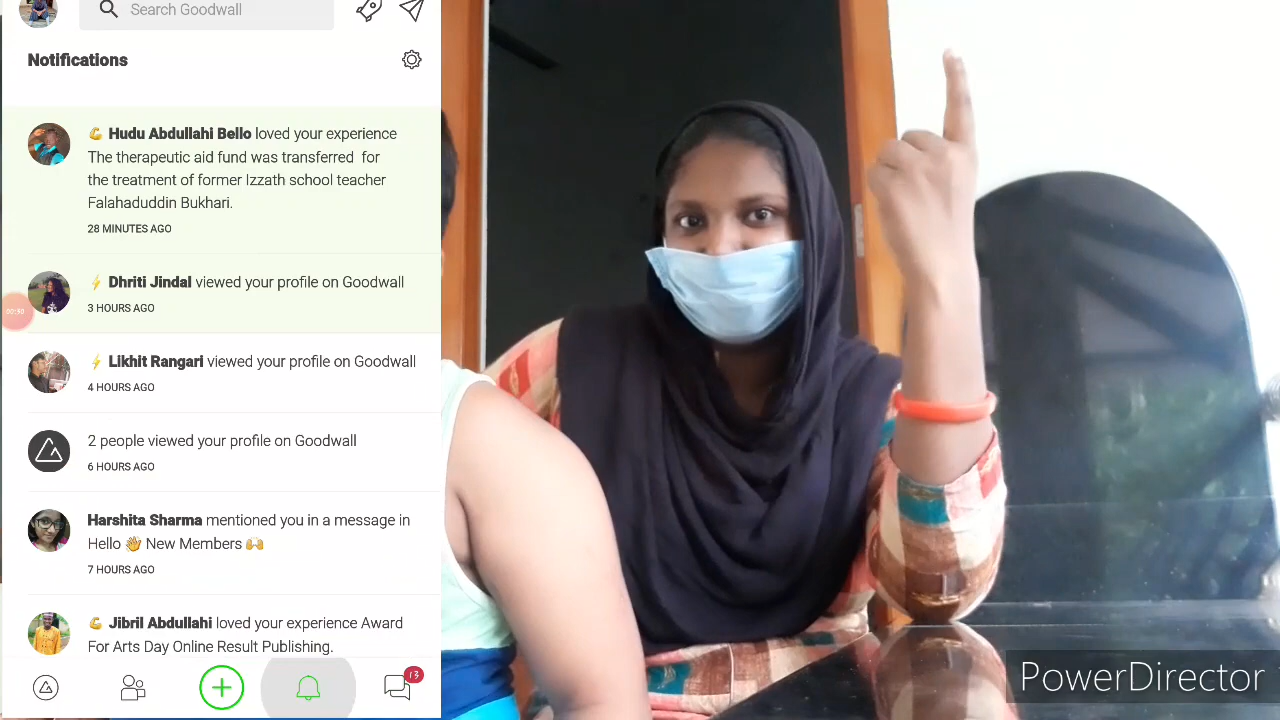 Search Goodwall
Notifications
💪 Hudu Abdullahi Bello loved your experience
The therapeutic aid fund was transferred for
the treatment of former Izzath school teacher
Falahaduddin Bukhari.
28 MINUTES AGO
⚡ Dhriti Jindal viewed your profile on Goodwall
3 HOURS AGO
00:30
⚡ Likhit Rangari viewed your profile on Goodwall
4 HOURS AGO
2 people viewed your profile on Goodwall
6 HOURS AGO
Harshita Sharma mentioned you in a message in
Hello 👋 New Members 🙌
7 HOURS AGO
💪 Jibril Abdullahi loved your experience Award
For Arts Day Online Result Publishing.
13
PowerDirector